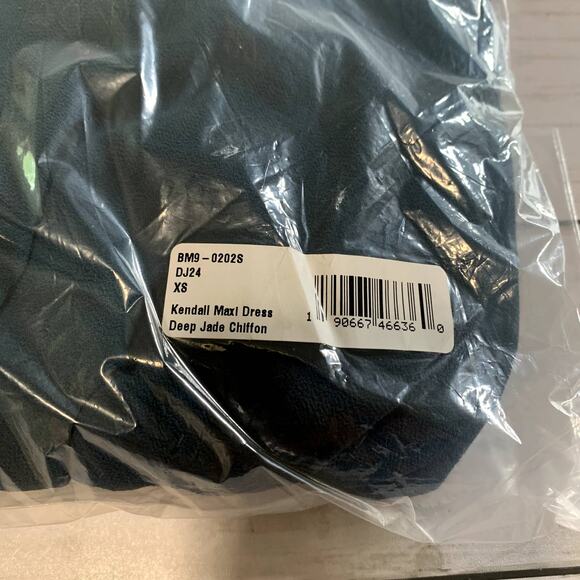 BM9-0202S
DJ24
XS
Kendall Maxi Dress
Deep Jade Chiffon
1 90667 46636 0